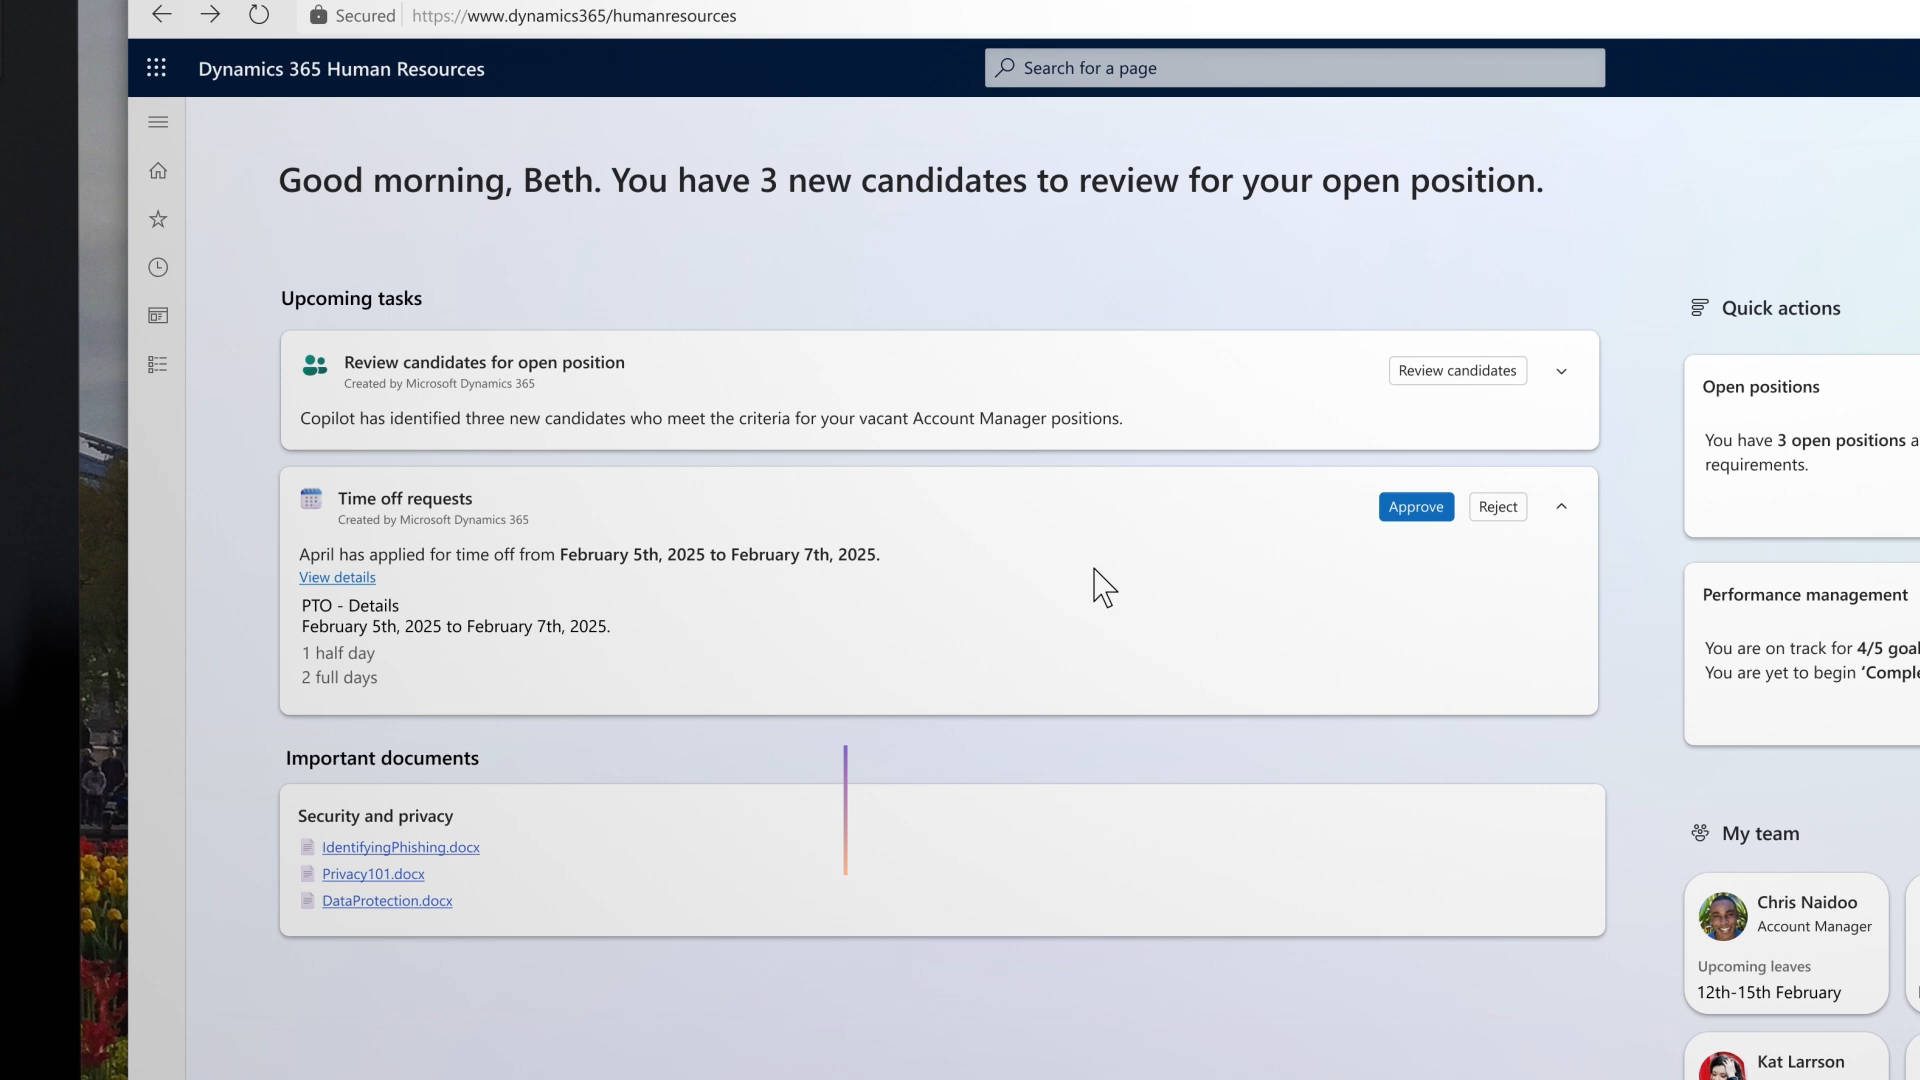 Secured https://www.dynamics365/humanresources
Dynamics 365 Human Resources
Search for a page
Good morning, Beth. You have 3 new candidates to review for your open position.
Upcoming tasks
Review candidates for open position
Created by Microsoft Dynamics 365
Review candidates
Copilot has identified three new candidates who meet the criteria for your vacant Account Manager positions.
Time off requests
Created by Microsoft Dynamics 365
Approve
Reject
April has applied for time off from February 5th, 2025 to February 7th, 2025.
View details
PTO - Details
February 5th, 2025 to February 7th, 2025.
1 half day
2 full days
Important documents
Security and privacy
IdentifyingPhishing.docx
Privacy101.docx
DataProtection.docx
Quick actions
Open positions
You have 3 open positions
requirements.
Performance management
You are on track for 4/5
You are yet to begin
My team
Chris Naidoo
Account Manager
Upcoming leaves
12th-15th February
Kat Larrson